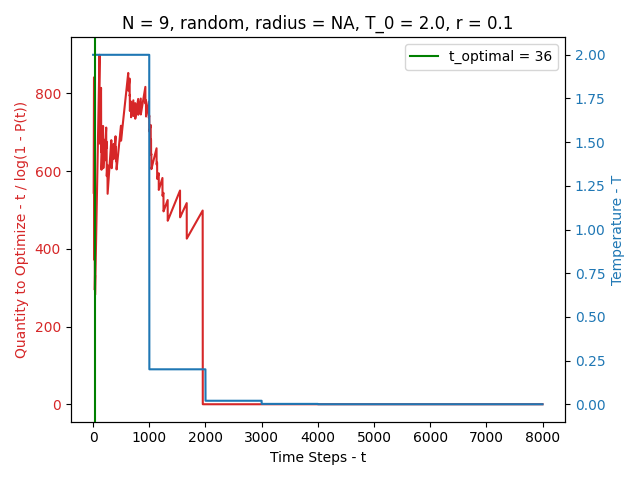 N = 9, random, radius = NA, T_0 = 2.0, r = 0.1
t_optimal = 36
Quantity to Optimize - t / log(1 - P(t))
800
600
400
200
0
2.00
1.75
1.50
1.25
1.00
0.75
0.50
0.25
0.00
Temperature - T
0 1000 2000 3000 4000 5000 6000 7000 8000
Time Steps - t